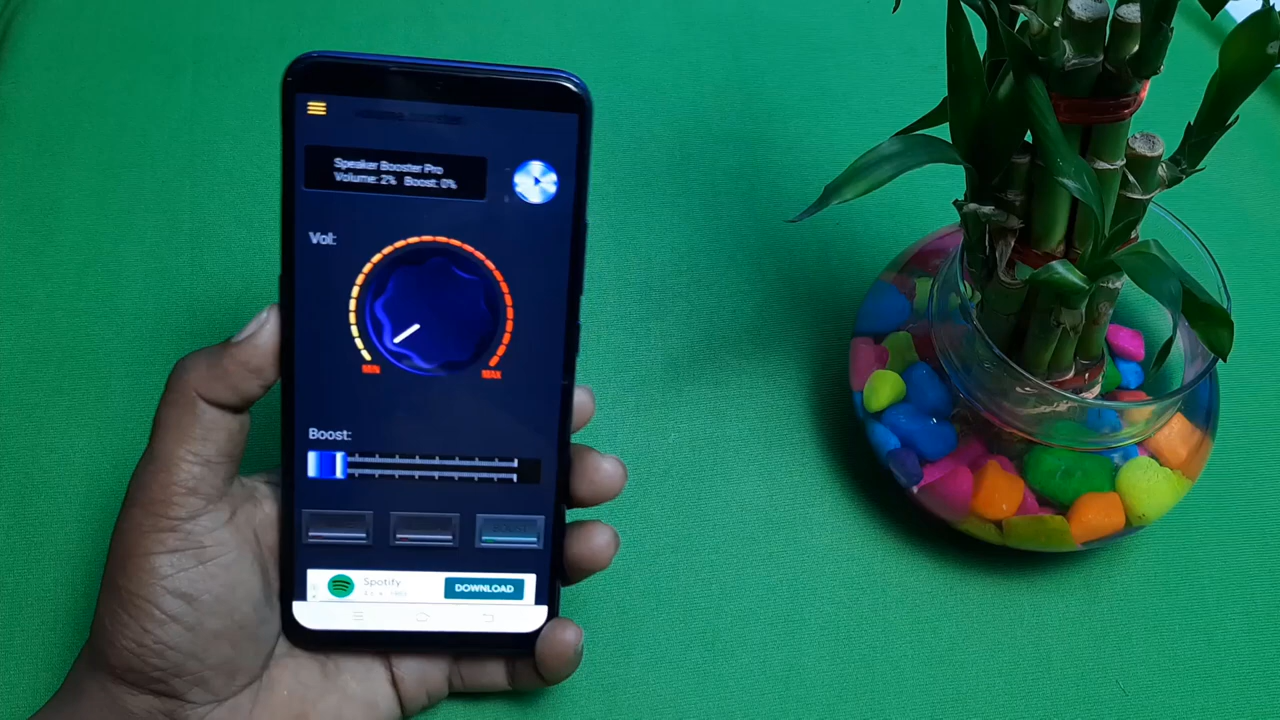 Speaker Booster Pro
Volume: 2% Boost: 0%
Vol:
MIN
MAX
Boost:
Spotify
DOWNLOAD